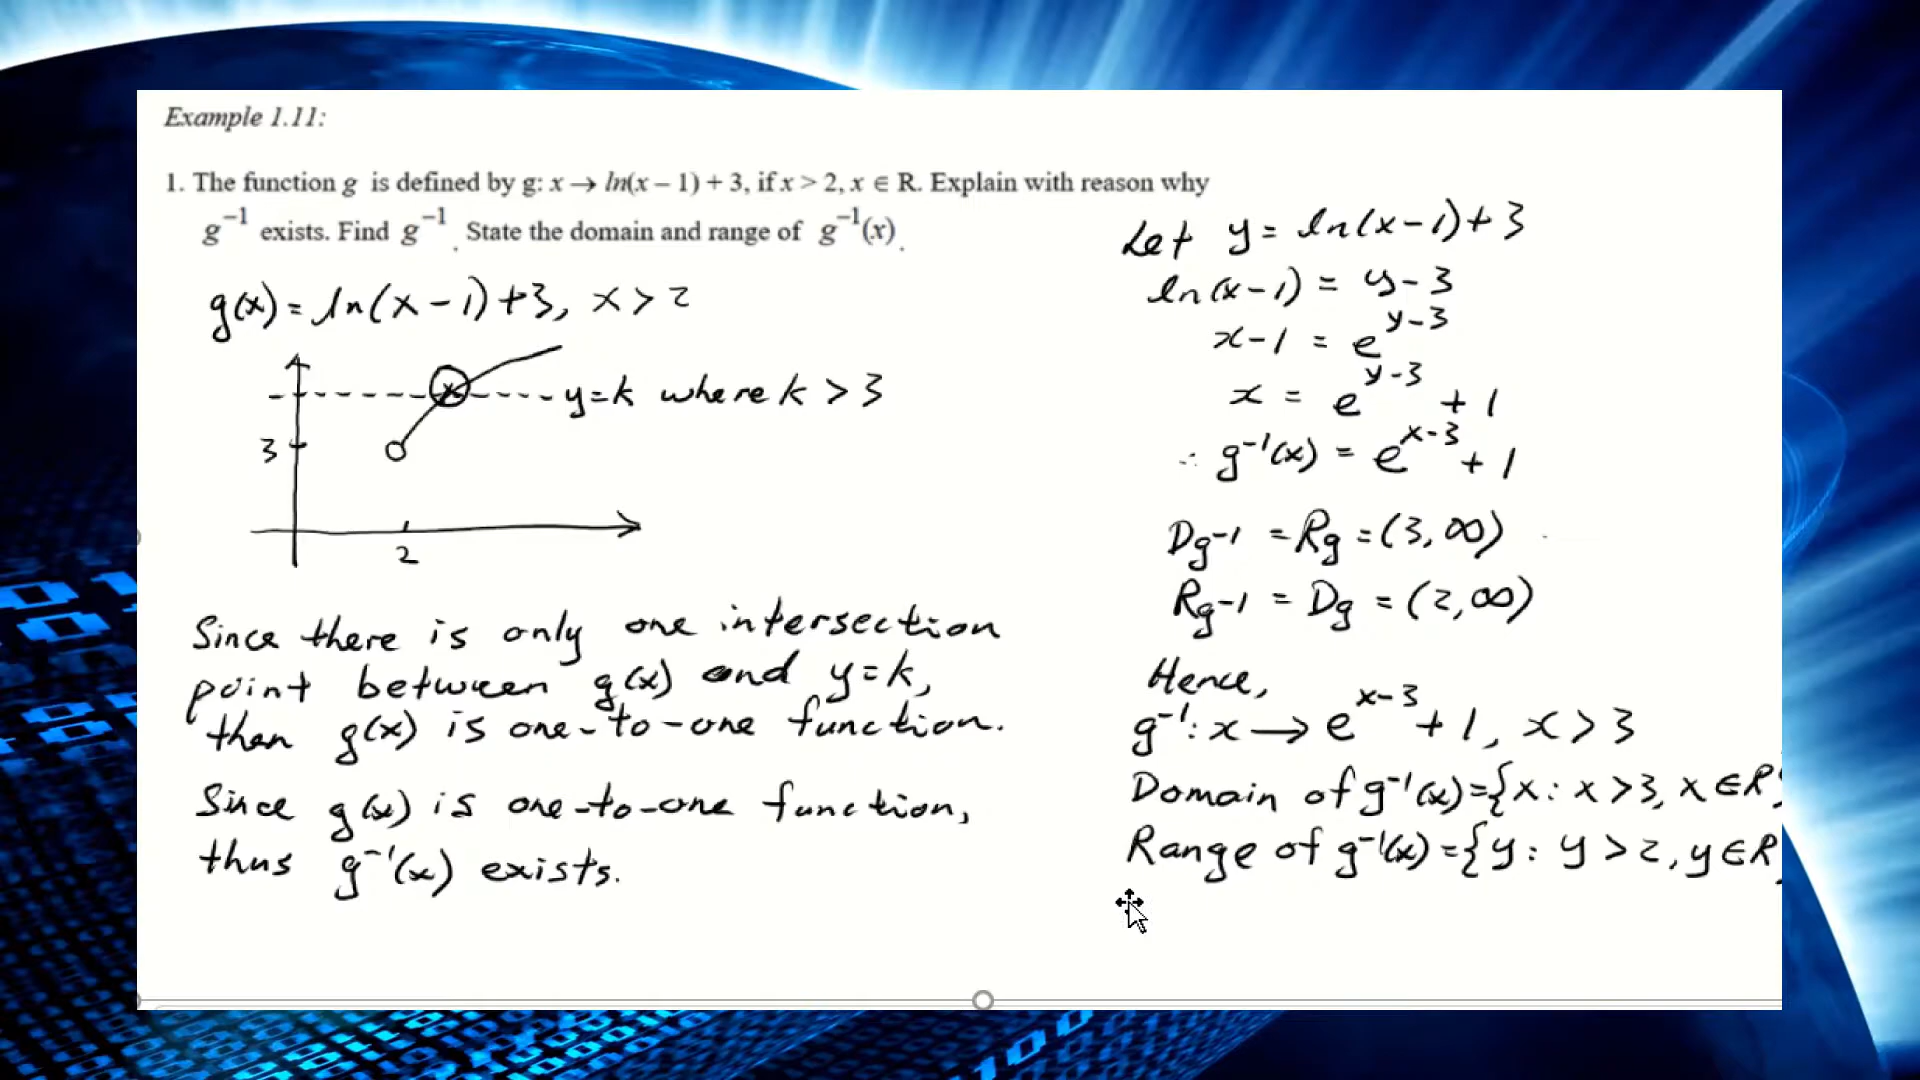 Example 1.11:
1. The function g is defined by g: x → ln(x – 1) + 3, if x > 2, x ∈ R. Explain with reason why
g⁻¹ exists. Find g⁻¹. State the domain and range of g⁻¹(x).
g(x) = ln(x-1)+3, x > 2
y=k where k > 3
3
2
Since there is only one intersection
point between g(x) and y=k,
then g(x) is one-to-one function.
Since g(x) is one-to-one function,
thus g⁻¹(x) exists.
Let y = ln(x-1)+3
ln(x-1) = y-3
x-1 = e^(y-3)
x = e^(y-3) + 1
∴ g⁻¹(x) = e^(x-3) + 1
Dg-1 = Rg = (3, ∞)
Rg-1 = Dg = (2, ∞)
Hence,
g⁻¹: x → e^(x-3) + 1, x > 3
Domain of g⁻¹(x) = {x: x > 3, x ∈ R}
Range of g⁻¹(x) = {y: y > 2, y ∈ R}